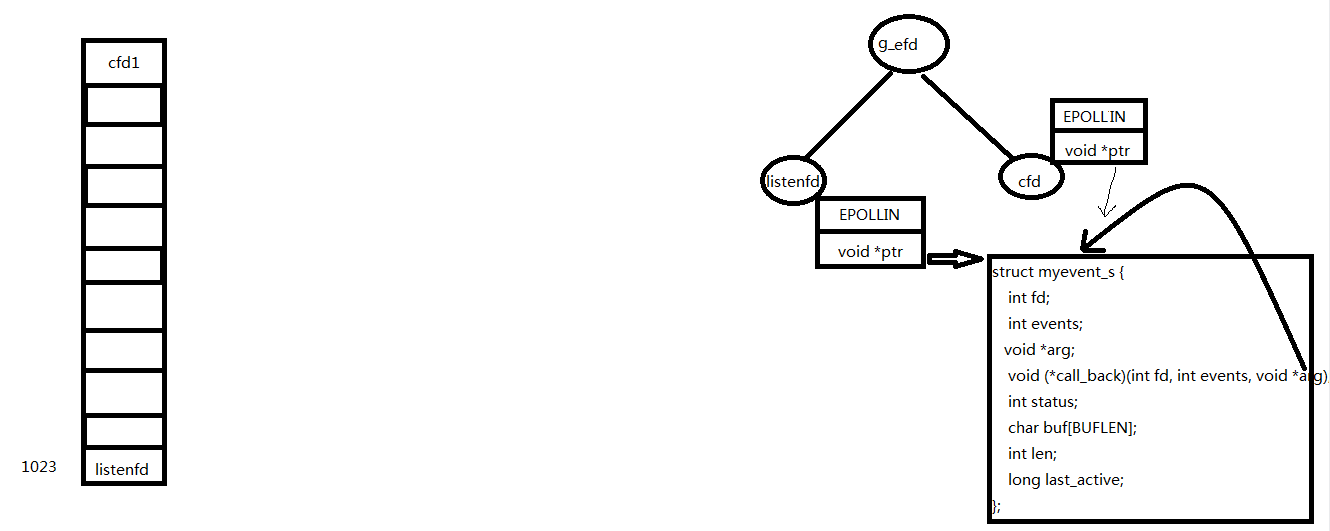 cfd1
1023
listenfd
g_efd
listenfd
EPOLLIN
void *ptr
cfd
EPOLLIN
void *ptr
struct myevent_s {
int fd;
int events;
void *arg;
void (*call_back)(int fd, int events, void *arg)
int status;
char buf[BUFLEN];
int len;
long last_active;
};